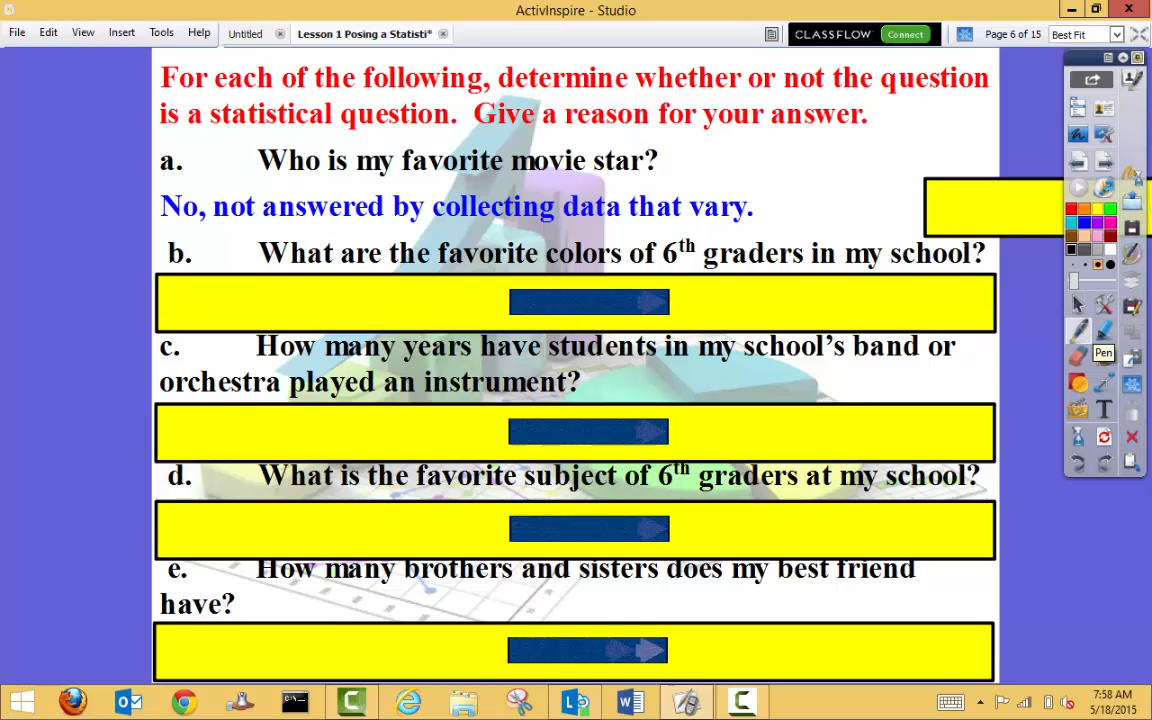 ActivInspire - Studio
File Edit View Insert Tools Help Untitled Lesson 1 Posing a Statisti* CLASSFLOW Connect Page 6 of 15 Best Fit
For each of the following, determine whether or not the question
is a statistical question. Give a reason for your answer.
a. Who is my favorite movie star?
No, not answered by collecting data that vary.
b. What are the favorite colors of 6th graders in my school?
c. How many years have students in my school’s band or
Pen
orchestra played an instrument?
d. What is the favorite subject of 6th graders at my school?
e. How many brothers and sisters does my best friend
have?
7:58 AM
5/18/2015